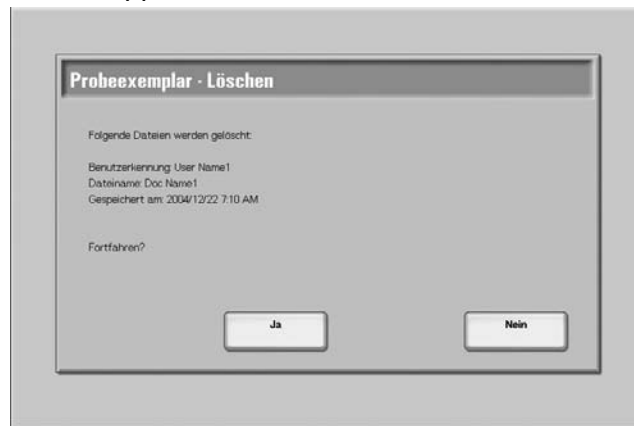 Probeexemplar - Löschen
Folgende Dateien werden gelöscht:
Benutzerkennung: User Name1
Dateiname: Doc Name1
Gespeichert am: 2004/12/22 7:10 AM
Fortfahren?
Ja
Nein